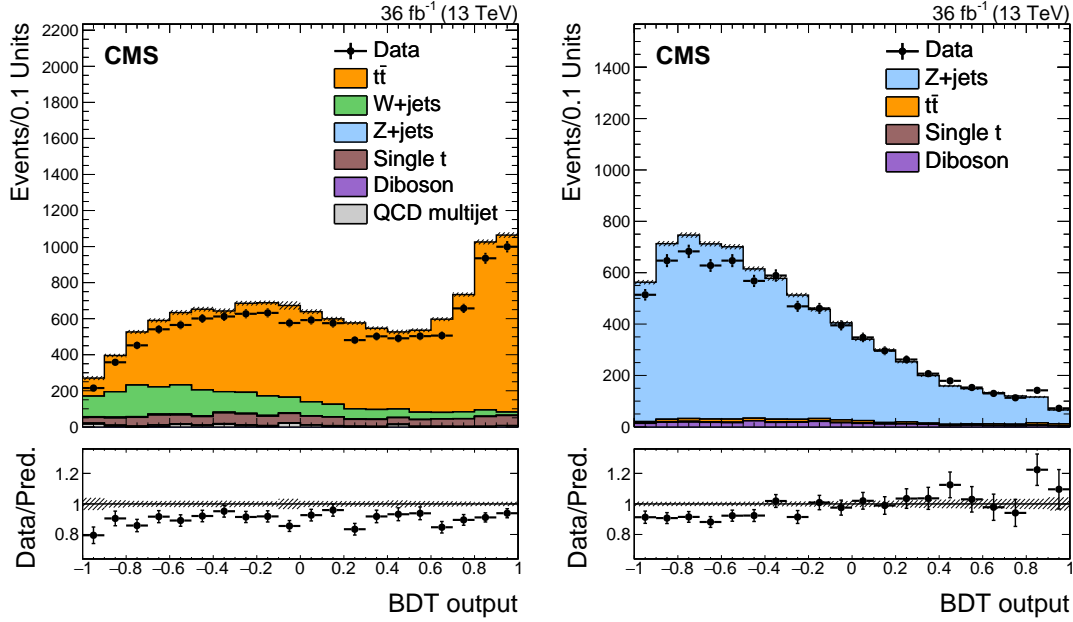 36 fb⁻¹ (13 TeV)
CMS
Data
tt̄
W+jets
Z+jets
Single t
Diboson
QCD multijet
Events/0.1 Units
2200
2000
1800
1600
1400
1200
1000
800
600
400
200
0
Data/Pred.
1.2
1
0.8
−1 −0.8 −0.6 −0.4 −0.2 0 0.2 0.4 0.6 0.8 1
BDT output
36 fb⁻¹ (13 TeV)
CMS
Data
Z+jets
tt̄
Single t
Diboson
Events/0.1 Units
1400
1200
1000
800
600
400
200
0
Data/Pred.
1.2
1
0.8
−1 −0.8 −0.6 −0.4 −0.2 0 0.2 0.4 0.6 0.8 1
BDT output